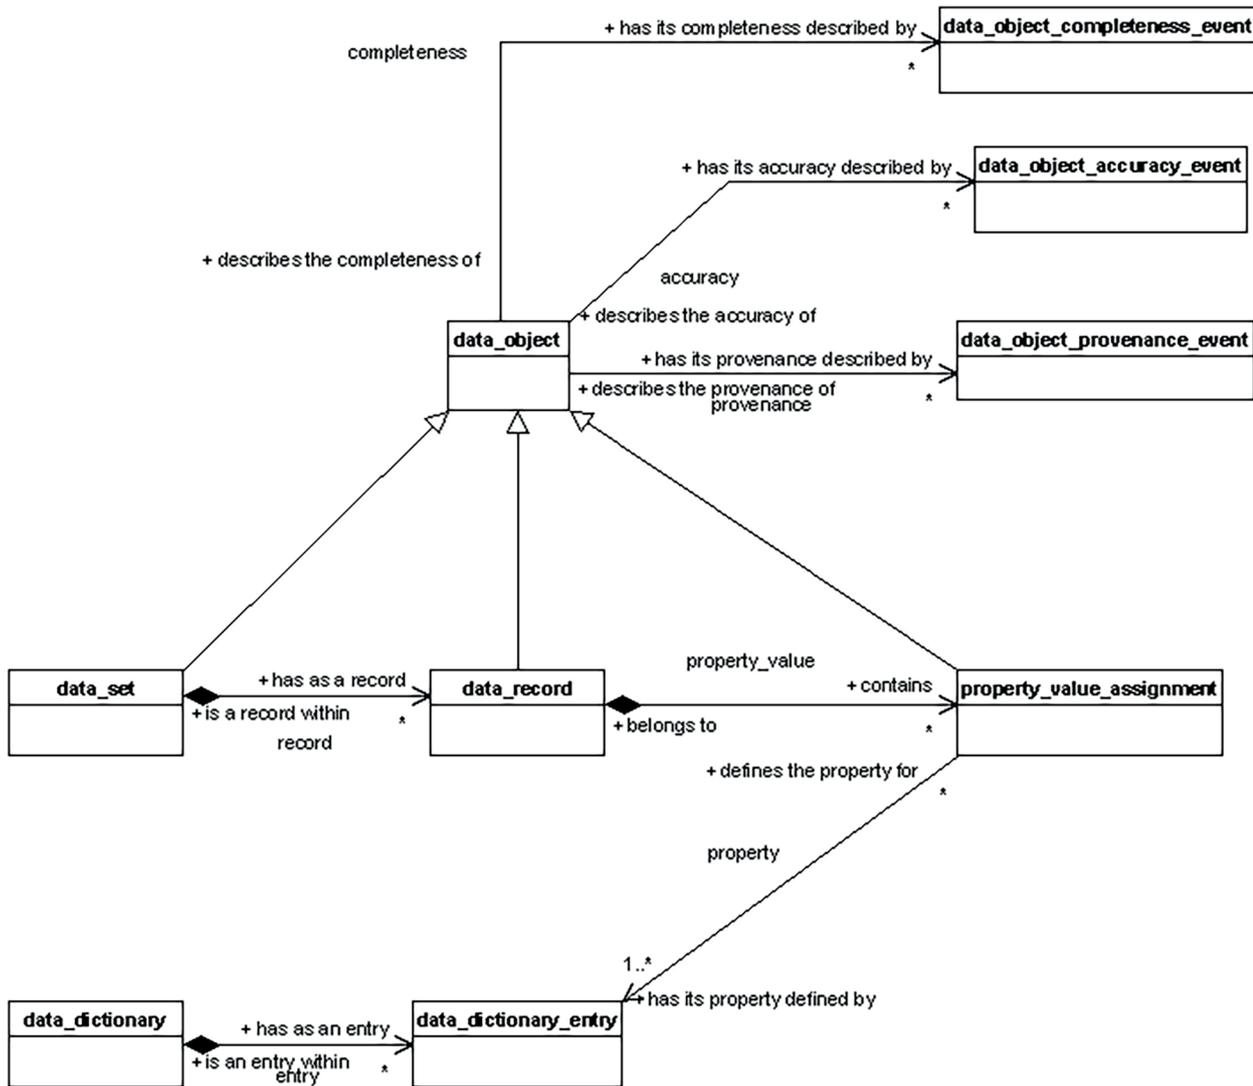 + has its completeness described by
data_object_completeness_event
completeness
*
+ has its accuracy described by
data_object_accuracy_event
*
+ describes the completeness of
accuracy
+ describes the accuracy of
data_object
+ has its provenance described by
data_object_provenance_event
+ describes the provenance of
provenance
*
data_set
+ has as a record
+ is a record within
*
record
data_record
property_value
+ contains
+ belongs to
*
property_value_assignment
+ defines the property for
*
property
1..*
+ has its property defined by
data_dictionary
+ has as an entry
+ is an entry within
*
entry
data_dictionary_entry